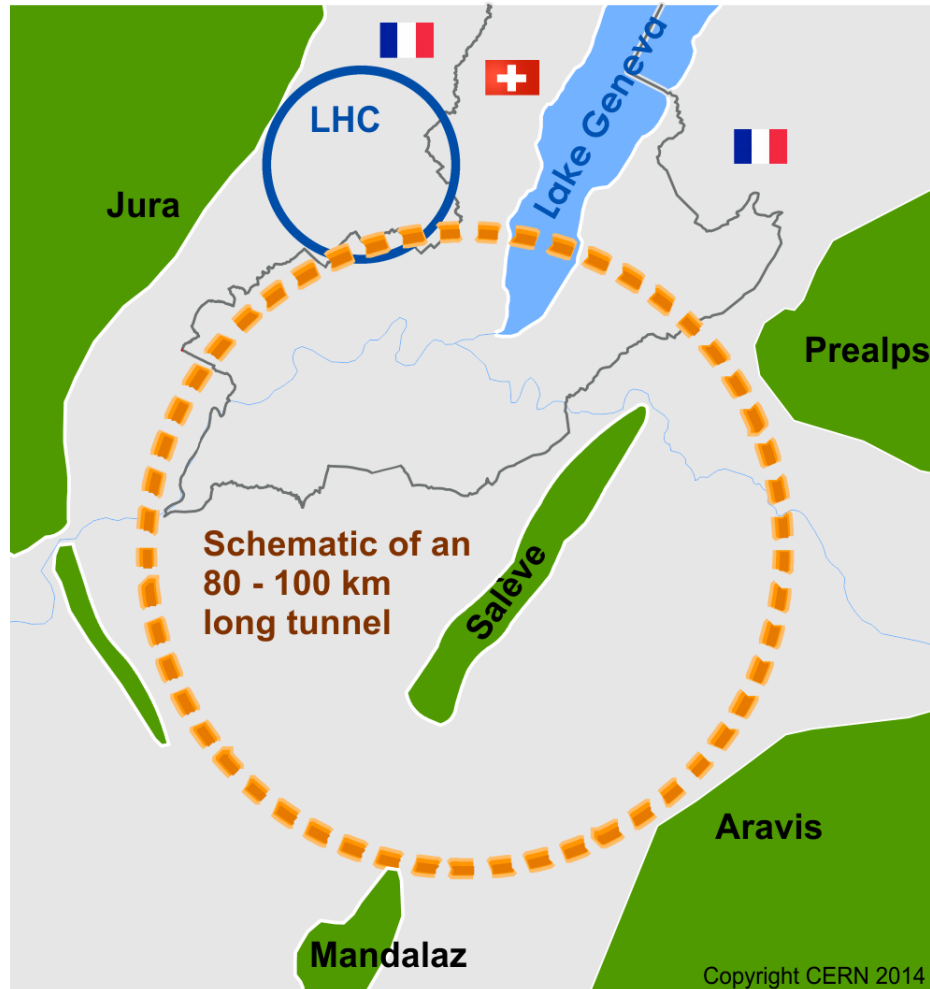 LHC
Lake Geneva
Jura
Prealps
Schematic of an
80 - 100 km
long tunnel
Salève
Aravis
Mandalaz
Copyright CERN 2014